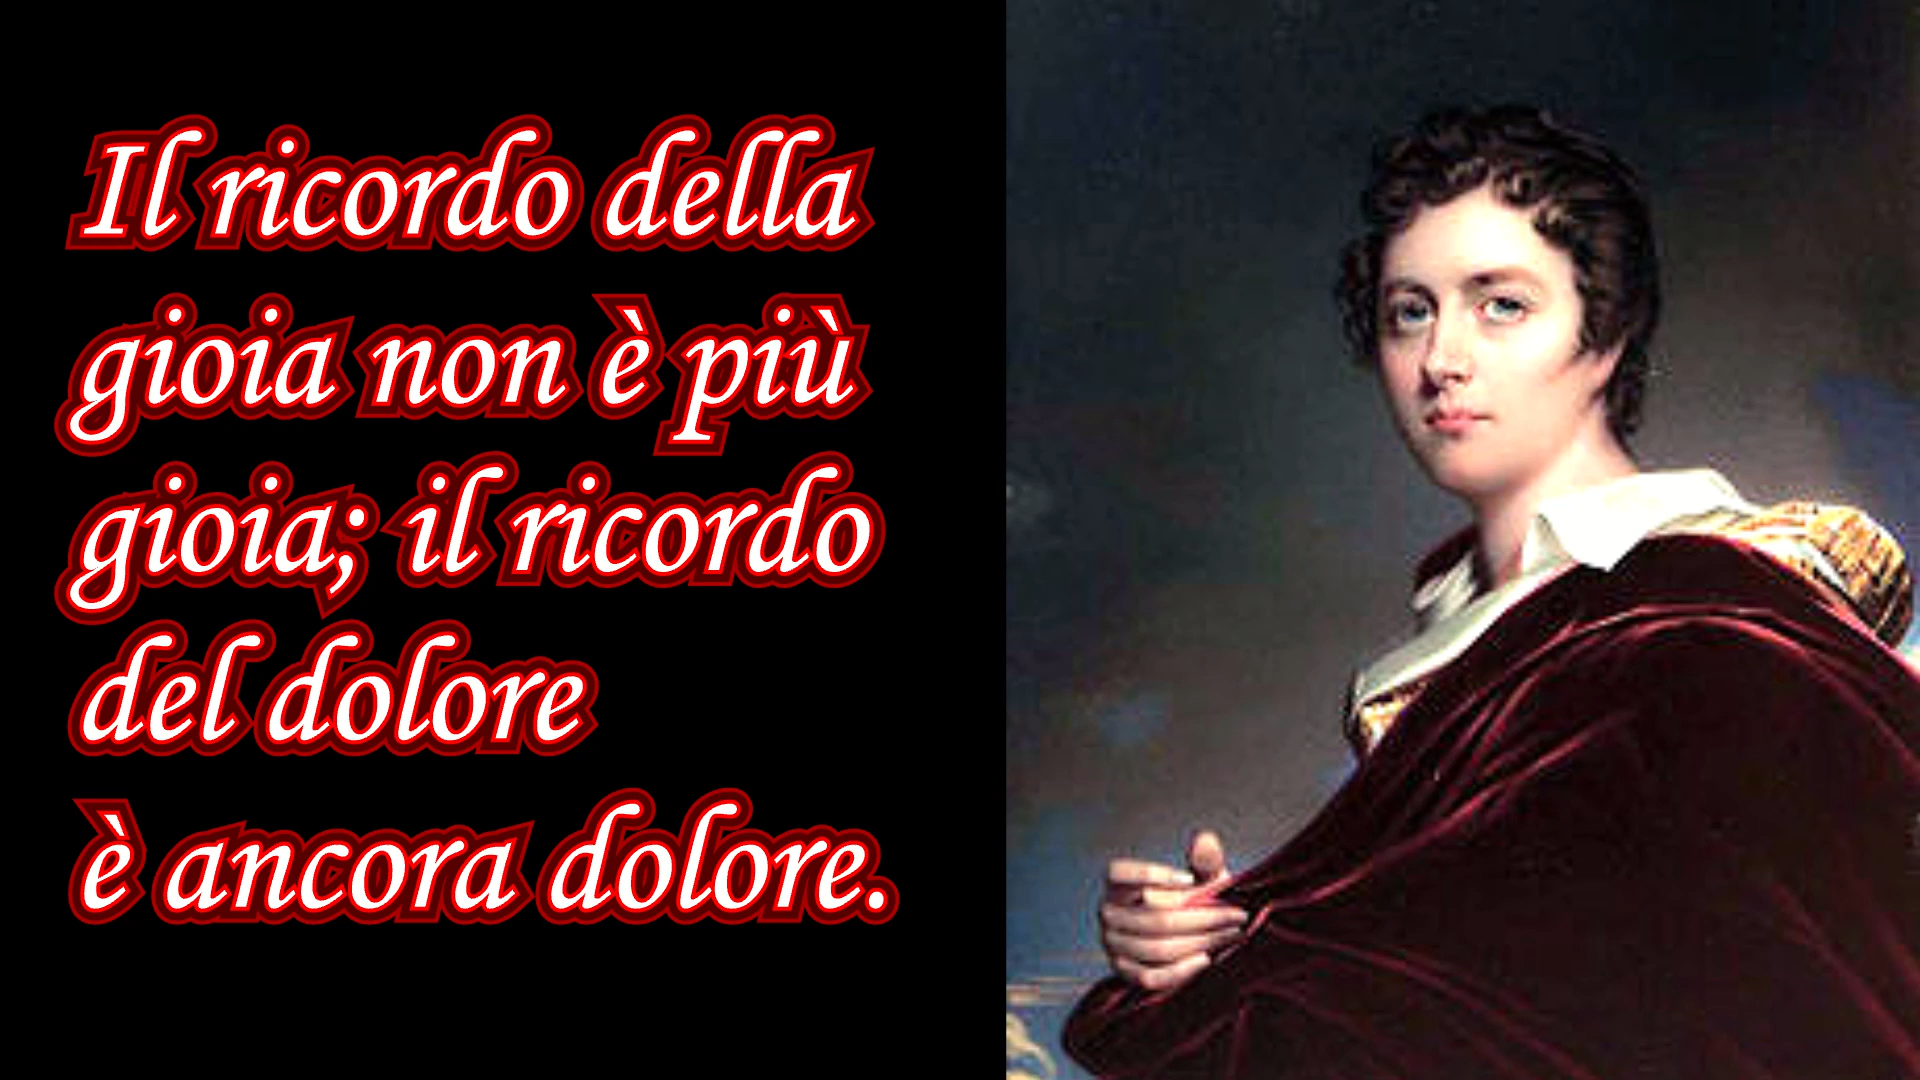 Il ricordo della
gioia non è più
gioia; il ricordo
del dolore
è ancora dolore.